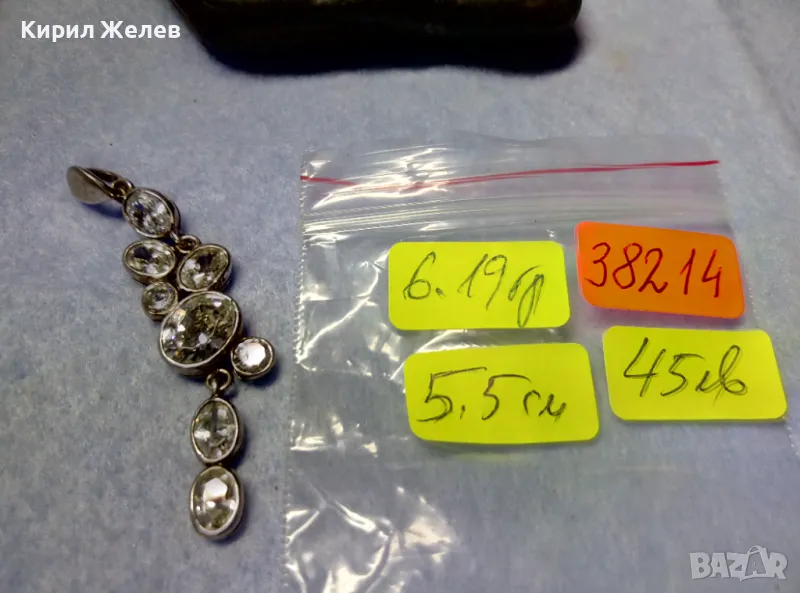 Кирил Желев
6.19гр
38214
5.5см
45лв
BAZAR